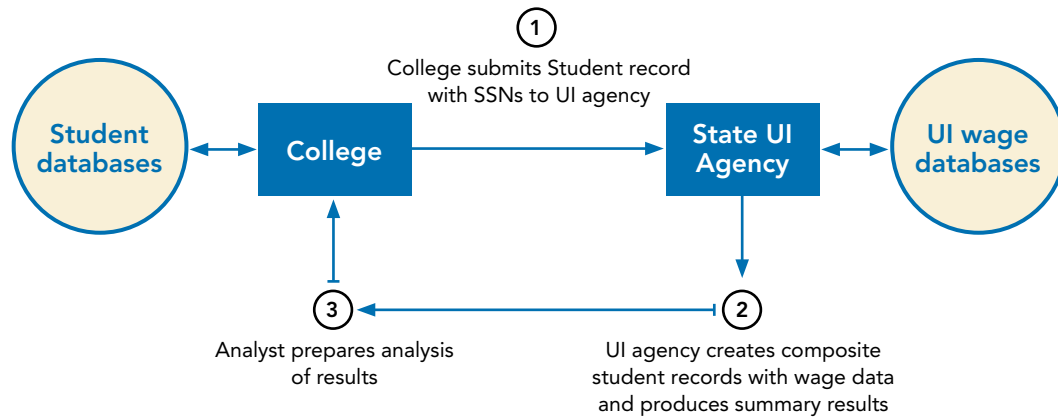 1
College submits Student record
with SSNs to UI agency
Student
databases
College
State UI
Agency
UI wage
databases
3
Analyst prepares analysis
of results
2
UI agency creates composite
student records with wage data
and produces summary results